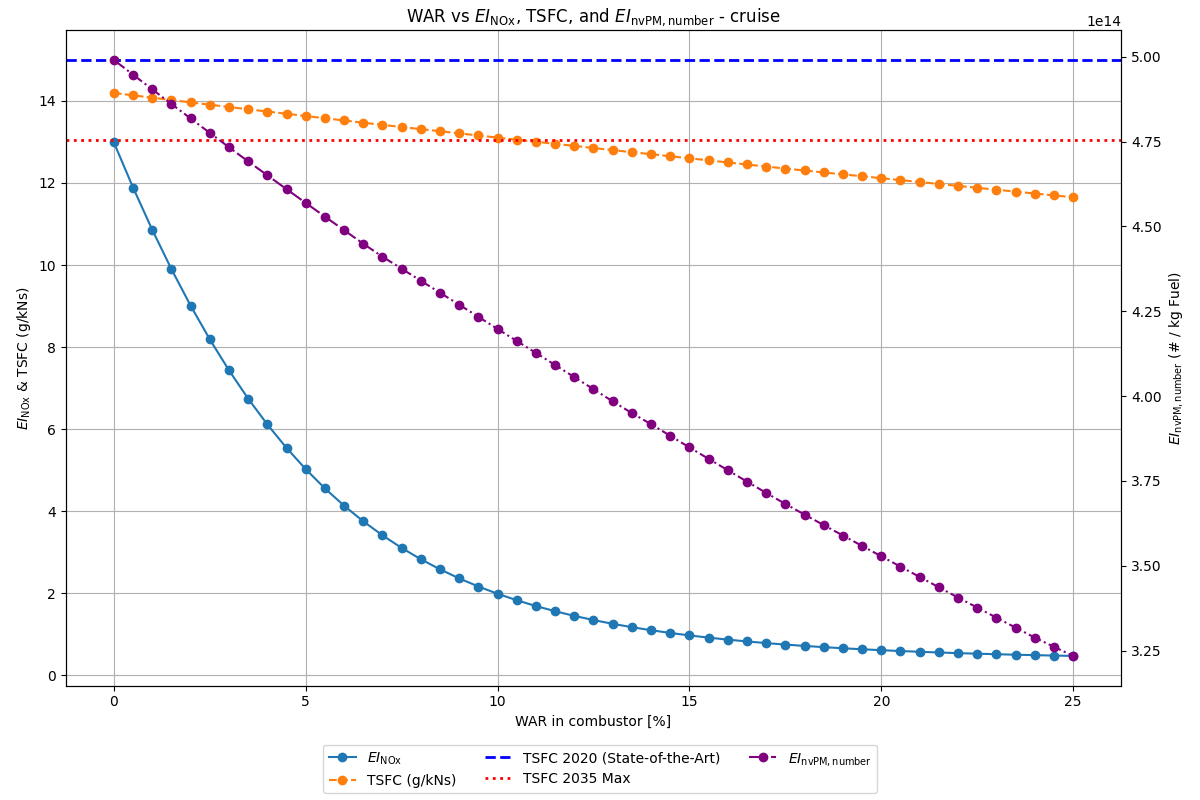 WAR vs EI_NOx, TSFC, and EI_nvPM,number - cruise
1e14
14
12
10
8
6
4
2
0
EI_NOx & TSFC (g/kNs)
5.00
4.75
4.50
4.25
4.00
3.75
3.50
3.25
EI_nvPM,number (# / kg Fuel)
0 5 10 15 20 25
WAR in combustor [%]
EI_NOx
TSFC (g/kNs)
TSFC 2020 (State-of-the-Art)
TSFC 2035 Max
EI_nvPM,number